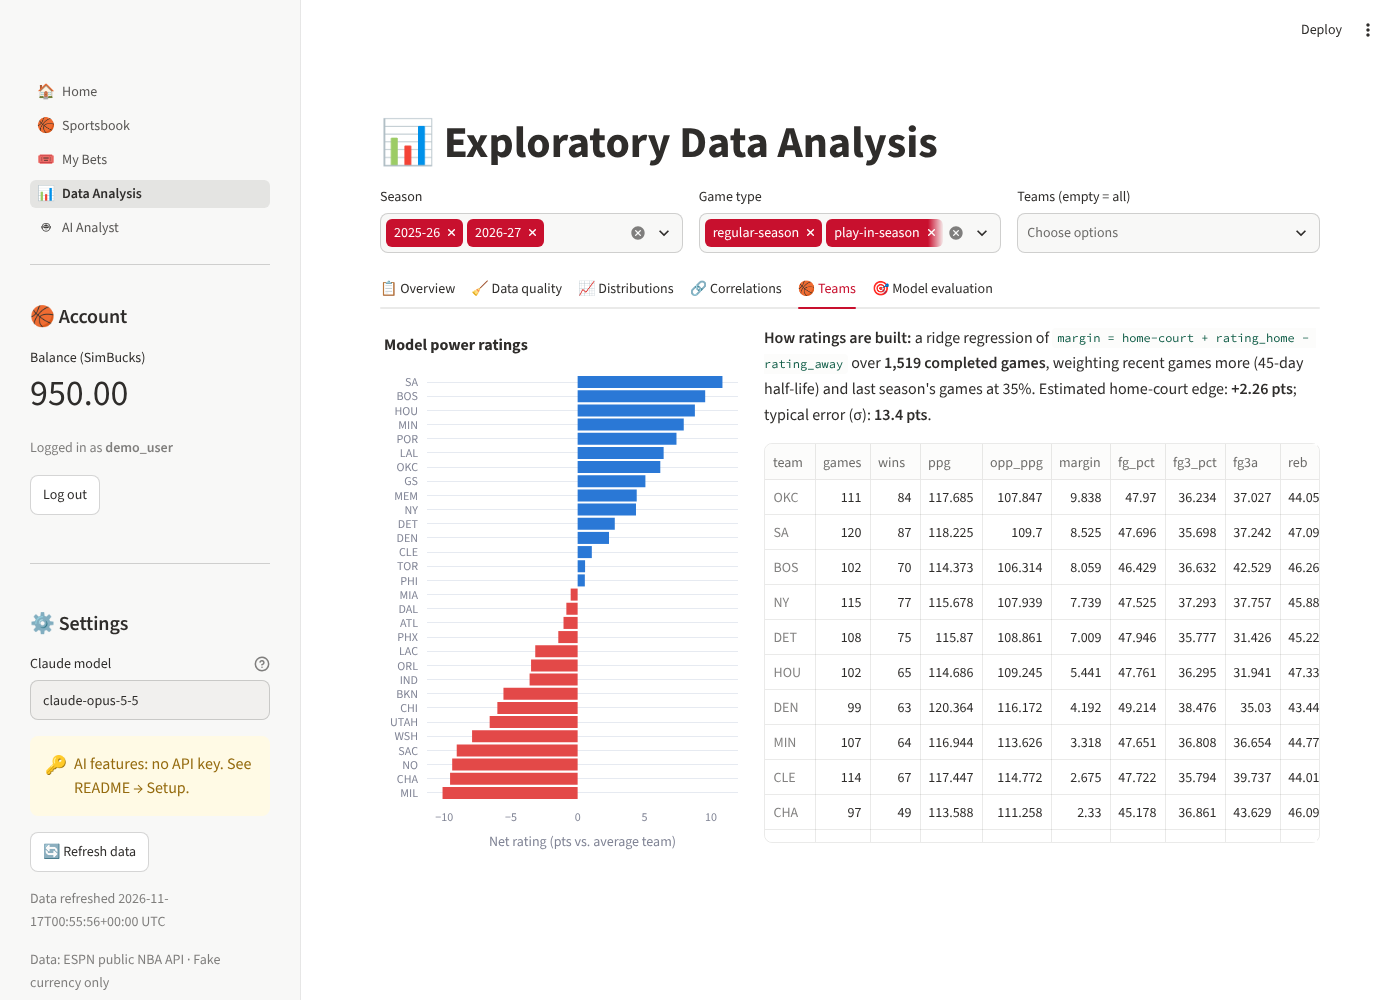 Deploy
Home
Sportsbook
My Bets
Data Analysis
AI Analyst
Account
Balance (SimBucks)
950.00
Logged in as demo_user
Log out
Settings
Claude model
claude-opus-5-5
AI features: no API key. See
README → Setup.
Refresh data
Data refreshed 2026-11-
17T00:55:56+00:00 UTC
Data: ESPN public NBA API · Fake
currency only
Exploratory Data Analysis
Season
Game type
Teams (empty = all)
2025-26 2026-27
regular-season play-in-season
Choose options
Overview Data quality Distributions Correlations Teams Model evaluation
Model power ratings
SA
BOS
HOU
MIN
POR
LAL
OKC
GS
MEM
NY
DET
DEN
CLE
TOR
PHI
MIA
DAL
ATL
PHX
LAC
ORL
IND
BKN
CHI
UTAH
WSH
SAC
NO
CHA
MIL
−10 −5 0 5 10
Net rating (pts vs. average team)
How ratings are built: a ridge regression of margin = home-court + rating_home −
rating_away over 1,519 completed games, weighting recent games more (45-day
half-life) and last season's games at 35%. Estimated home-court edge: +2.26 pts;
typical error (σ): 13.4 pts.
team games wins ppg opp_ppg margin fg_pct fg3_pct fg3a reb
OKC 111 84 117.685 107.847 9.838 47.97 36.234 37.027 44.05
SA 120 87 118.225 109.7 8.525 47.696 35.698 37.242 47.09
BOS 102 70 114.373 106.314 8.059 46.429 36.632 42.529 46.26
NY 115 77 115.678 107.939 7.739 47.525 37.293 37.757 45.88
DET 108 75 115.87 108.861 7.009 47.946 35.777 31.426 45.22
HOU 102 65 114.686 109.245 5.441 47.761 36.295 31.941 47.33
DEN 99 63 120.364 116.172 4.192 49.214 38.476 35.03 43.44
MIN 107 64 116.944 113.626 3.318 47.651 36.808 36.654 44.77
CLE 114 67 117.447 114.772 2.675 47.722 35.794 39.737 44.01
CHA 97 49 113.588 111.258 2.33 45.178 36.861 43.629 46.09